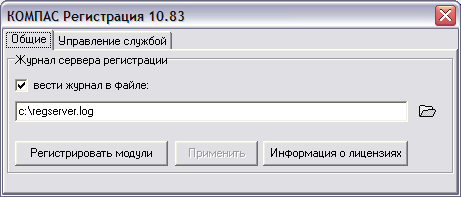 КОМПАС Регистрация 10.83
Общие Управление службой
Журнал сервера регистрации
вести журнал в файле:
c:\regserver.log
Регистрировать модули Применить Информация о лицензиях